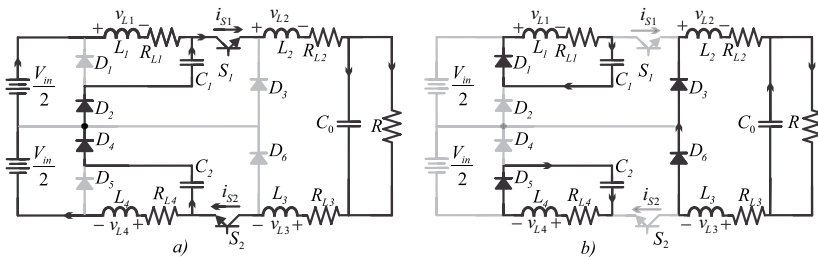 v_L1 i_S1 v_L2 v_L1 i_S1 v_L2
+ − + − + − + −
L_1 R_L1 S_1 L_2 R_L2 L_1 R_L1 S_1 L_2 R_L2
D_1 C_1 D_1 C_1
V_in/2 D_2 D_3 V_in/2 D_2 D_3
D_4 C_0 R D_4 C_0 R
V_in/2 D_5 C_2 D_6 V_in/2 D_5 C_2 D_6
L_4 R_L4 i_S2 L_3 R_L3 L_4 R_L4 i_S2 L_3 R_L3
− v_L4 + S_2 − v_L3 + − v_L4 + S_2 − v_L3 +
a) b)